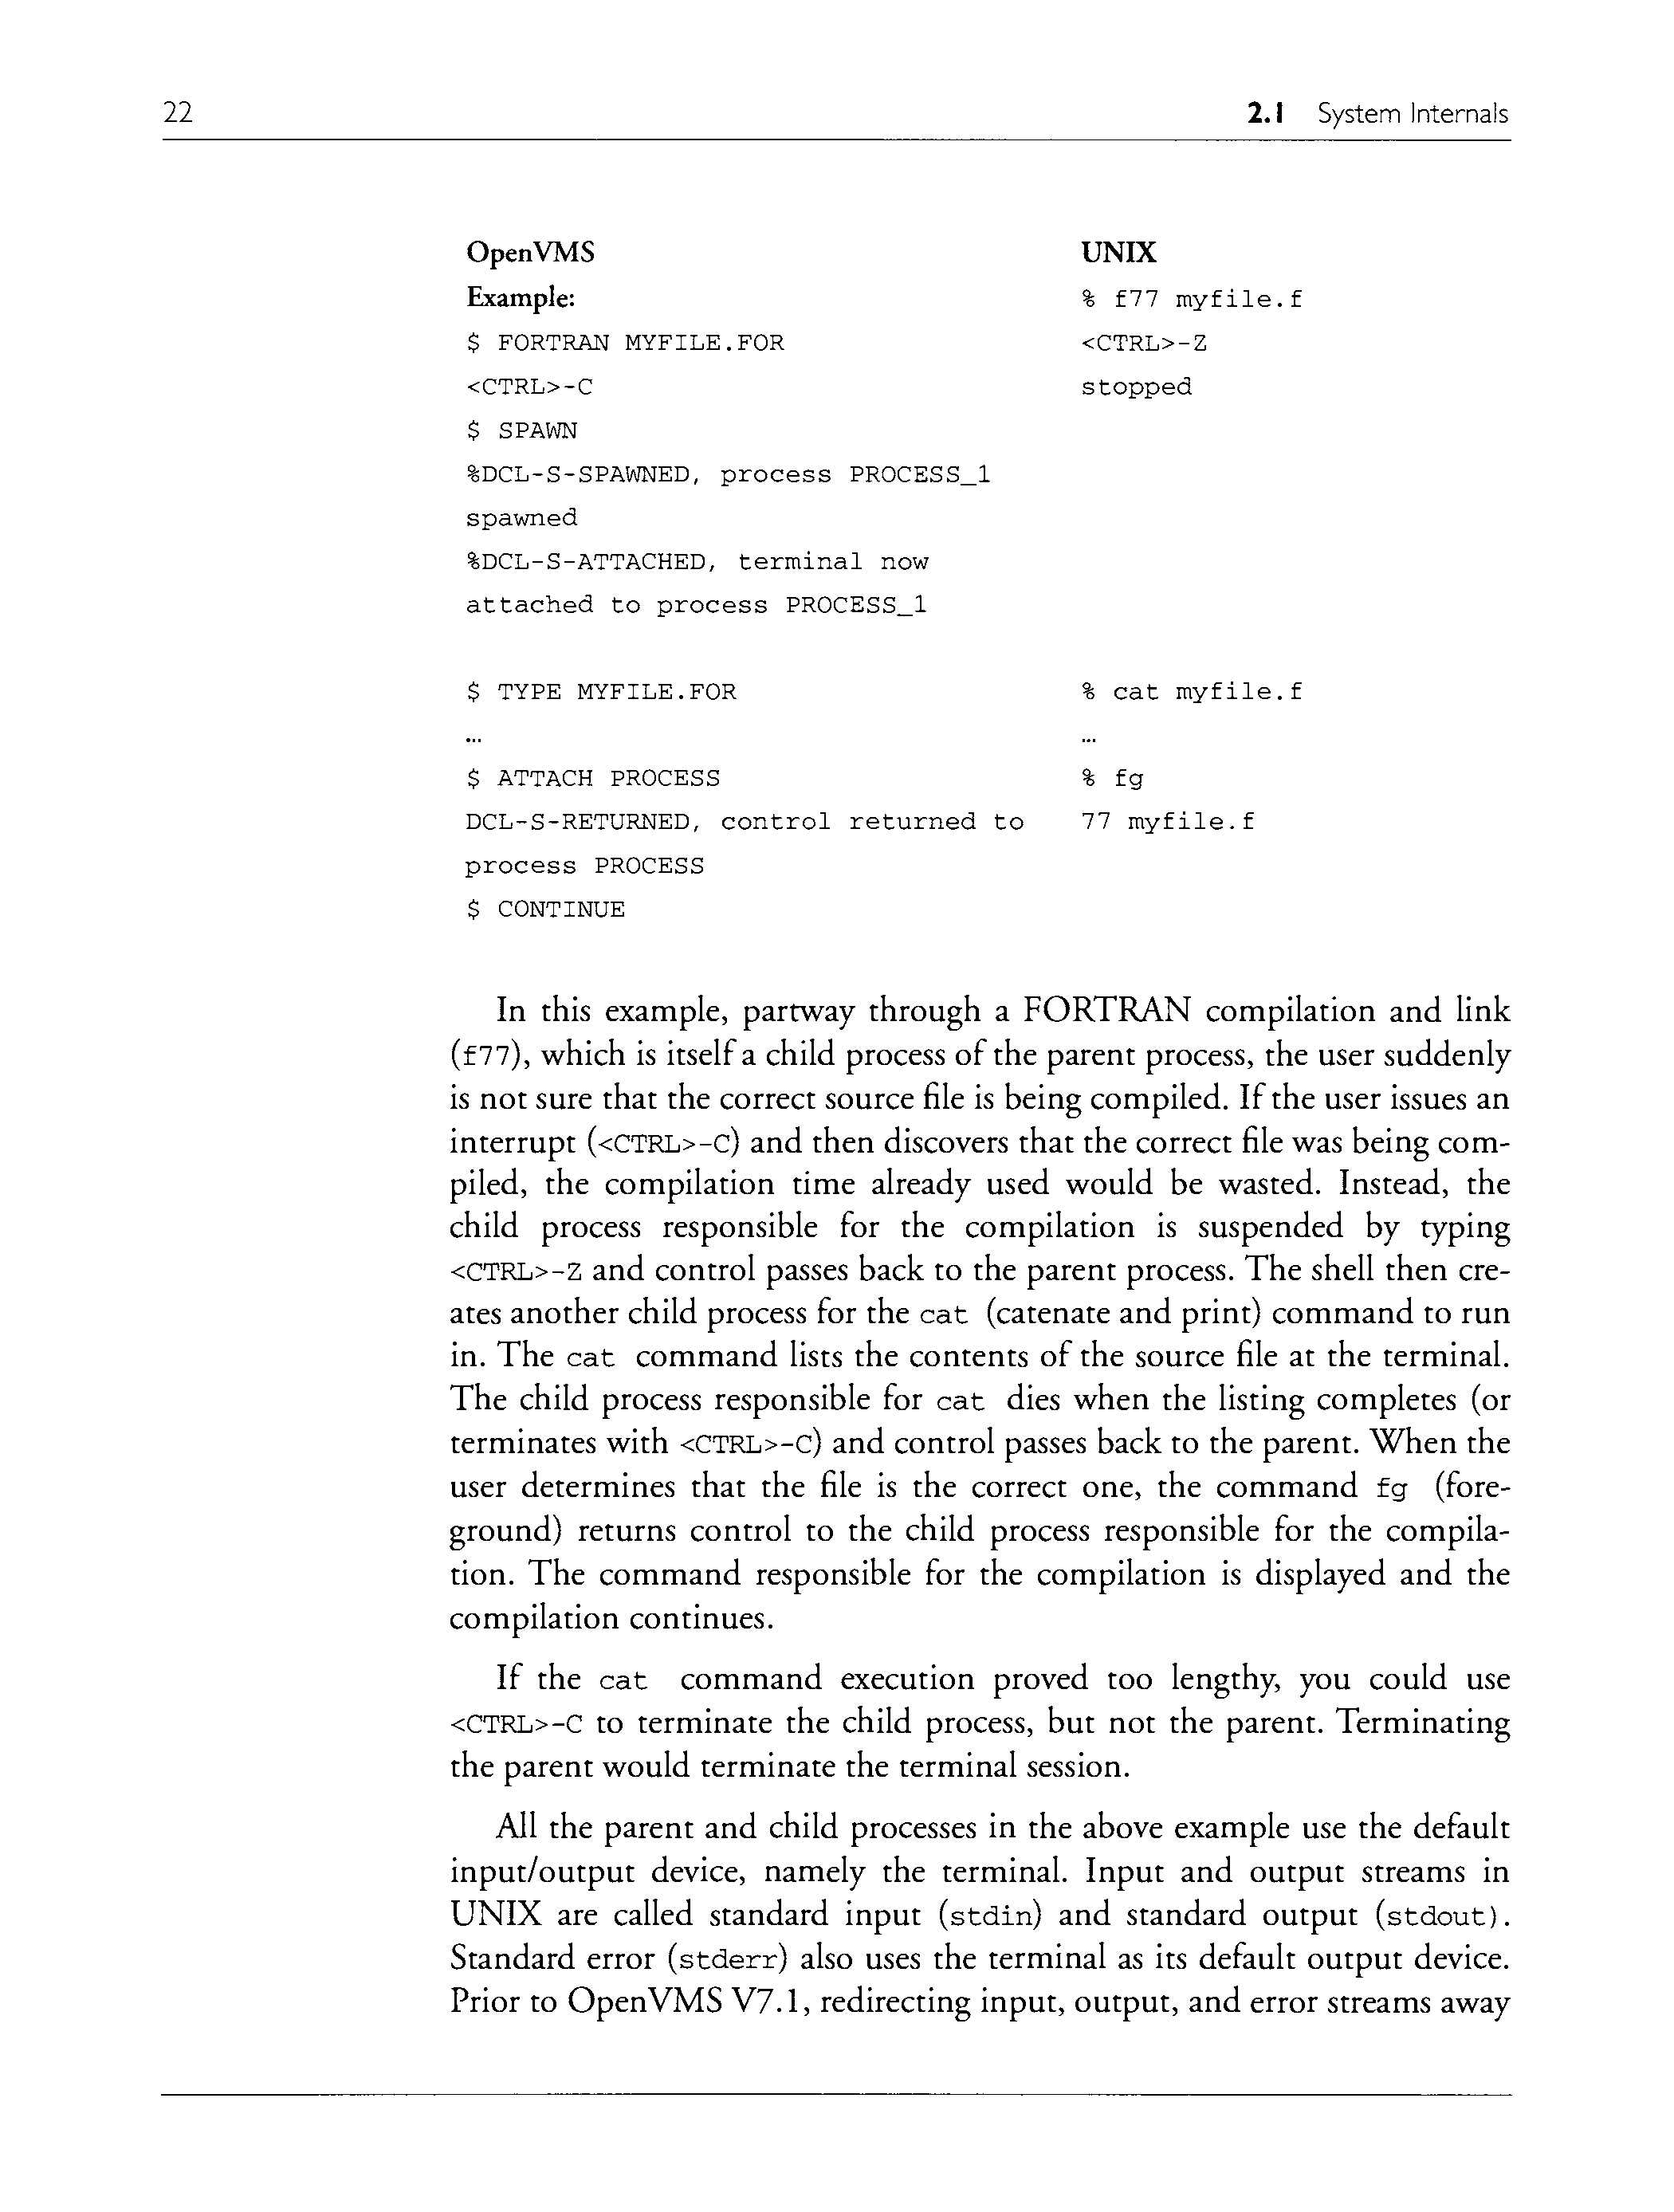 22 2.1 System Internals
OpenVMS UNIX
Example: % f77 myfile.f
$ FORTRAN MYFILE.FOR <CTRL>-Z
<CTRL>-C stopped
$ SPAWN
%DCL-S-SPAWNED, process PROCESS_1
spawned
%DCL-S-ATTACHED, terminal now
attached to process PROCESS_1
$ TYPE MYFILE.FOR % cat myfile.f
... ...
$ ATTACH PROCESS % fg
DCL-S-RETURNED, control returned to 77 myfile.f
process PROCESS
$ CONTINUE
In this example, partway through a FORTRAN compilation and link
(f77), which is itself a child process of the parent process, the user suddenly
is not sure that the correct source file is being compiled. If the user issues an
interrupt (<CTRL>-C) and then discovers that the correct file was being com-
piled, the compilation time already used would be wasted. Instead, the
child process responsible for the compilation is suspended by typing
<CTRL>-Z and control passes back to the parent process. The shell then cre-
ates another child process for the cat (catenate and print) command to run
in. The cat command lists the contents of the source file at the terminal.
The child process responsible for cat dies when the listing completes (or
terminates with <CTRL>-C) and control passes back to the parent. When the
user determines that the file is the correct one, the command fg (fore-
ground) returns control to the child process responsible for the compila-
tion. The command responsible for the compilation is displayed and the
compilation continues.
If the cat command execution proved too lengthy, you could use
<CTRL>-C to terminate the child process, but not the parent. Terminating
the parent would terminate the terminal session.
All the parent and child processes in the above example use the default
input/output device, namely the terminal. Input and output streams in
UNIX are called standard input (stdin) and standard output (stdout).
Standard error (stderr) also uses the terminal as its default output device.
Prior to OpenVMS V7.1, redirecting input, output, and error streams away